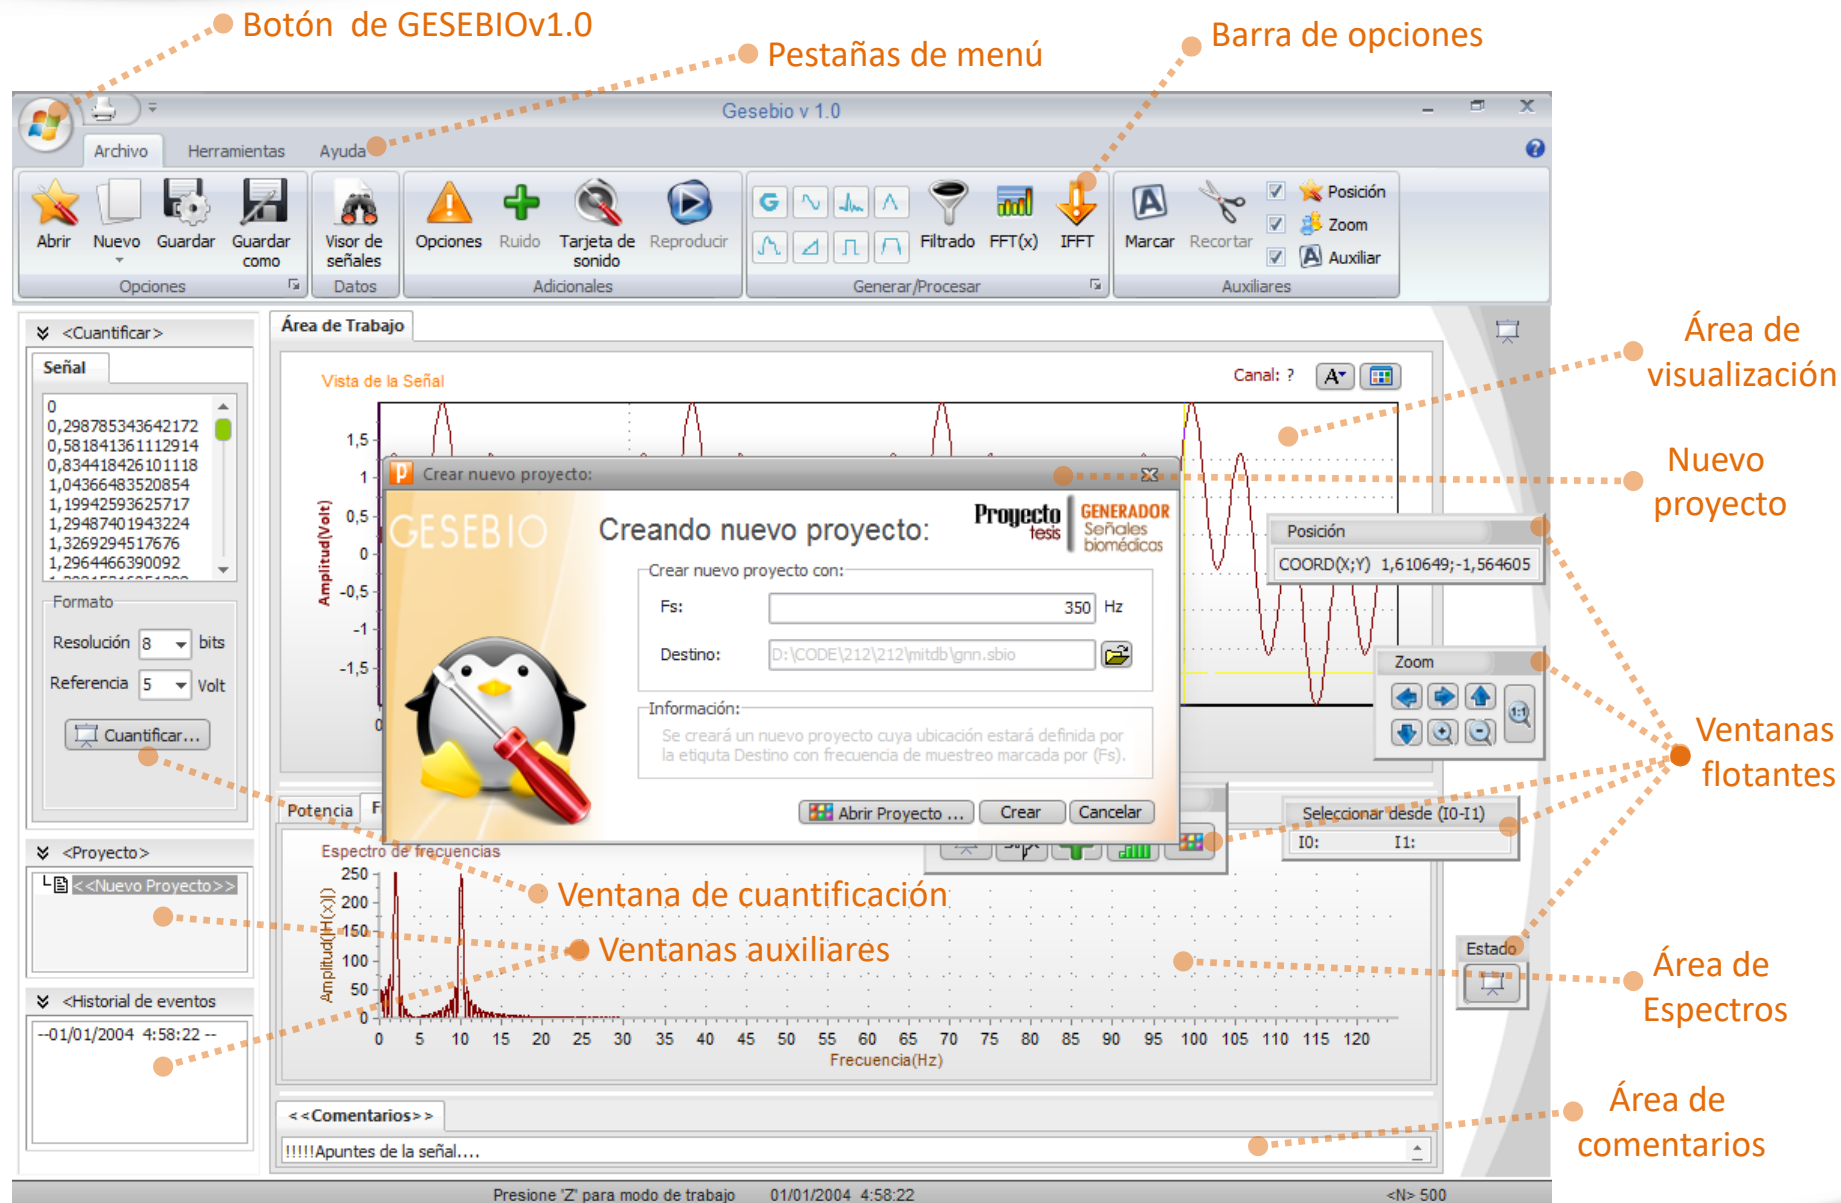 Botón de GESEBIOv1.0
Pestañas de menú
Barra de opciones
Gesebio v 1.0
Archivo
Herramientas
Ayuda
Abrir
Nuevo
Guardar
Guardar
como
Opciones
Visor de
señales
Datos
Opciones
Ruido
Tarjeta de
sonido
Reproducir
Adicionales
Filtrado
FFT(x)
IFFT
Generar/Procesar
Marcar
Recortar
Posición
Zoom
Auxiliar
Auxiliares
<Cuantificar>
Señal
0
0,298785343642172
0,581841361112914
0,834418426101118
1,04366483520854
1,19942593625717
1,29487401943224
1,3269294517676
1,2964466390092
Formato
Resolución 8 bits
Referencia 5 Volt
Cuantificar...
<Proyecto>
<<Nuevo Proyecto>>
<Historial de eventos
--01/01/2004 4:58:22 --
Área de Trabajo
Vista de la Señal
Canal: ?
Amplitud(Volt)
1,5
1
0,5
0
-0,5
-1
-1,5
0
0
Crear nuevo proyecto:
GESEBIO
Creando nuevo proyecto:
Proyecto
tesis
GENERADOR
Señales
biomédicas
Crear nuevo proyecto con:
Fs: 350 Hz
Destino: D:\CODE\212\212\mitdb\gnn.sbio
Información:
Se creará un nuevo proyecto cuya ubicación estará definida por
la etiquta Destino con frecuencia de muestreo marcada por (Fs).
Abrir Proyecto ...
Crear
Cancelar
Posición
COORD(X;Y) 1,610649;-1,564605
Zoom
1:1
Seleccionar desde (I0-I1)
I0: I1:
Estado
Potencia
Espectro de frecuencias
Amplitud(|H(x)|)
250
200
150
100
50
0
0 5 10 15 20 25 30 35 40 45 50 55 60 65 70 75 80 85 90 95 100 105 110 115 120
Frecuencia(Hz)
<<Comentarios>>
!!!!!Apuntes de la señal....
Presione 'Z' para modo de trabajo 01/01/2004 4:58:22 <N> 500
Área de
visualización
Nuevo
proyecto
Ventanas
flotantes
Ventana de cuantificación
Ventanas auxiliares
Área de
Espectros
Área de
comentarios